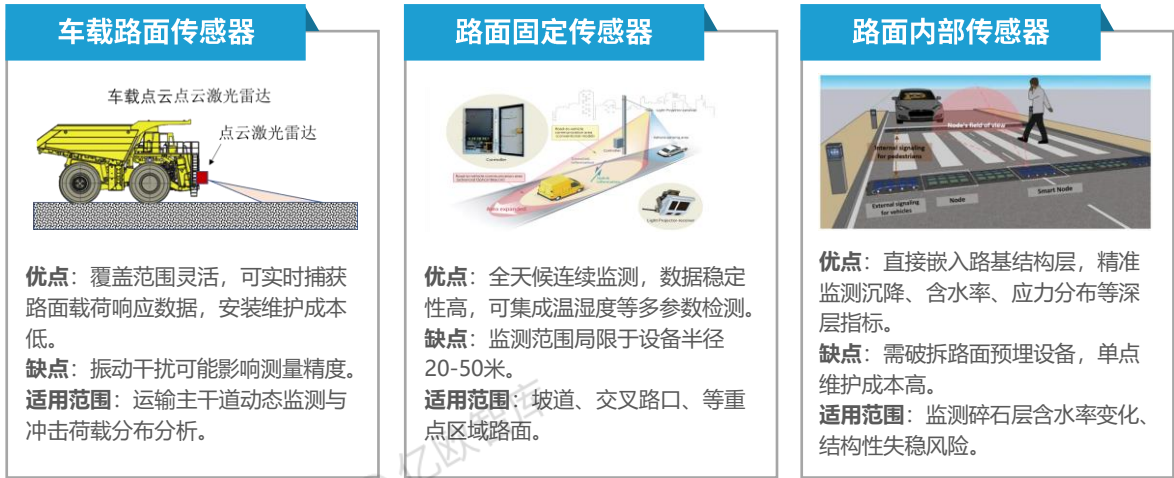 车载路面传感器
车载点云点云激光雷达
点云激光雷达
优点：覆盖范围灵活，可实时捕获
路面载荷响应数据，安装维护成本
低。
缺点：振动干扰可能影响测量精度。
适用范围：运输主干道动态监测与
冲击荷载分布分析。
路面固定传感器
Controller
Controller
优点：全天候连续监测，数据稳定
性高，可集成温湿度等多参数检测。
缺点：监测范围局限于设备半径
20-50米。
适用范围：坡道、交叉路口、等重
点区域路面。
路面内部传感器
Node's field of view
Internal signaling
for pedestrians
Smart Node
Node
External signaling
for vehicles
优点：直接嵌入路基结构层，精准
监测沉降、含水率、应力分布等深
层指标。
缺点：需破拆路面预埋设备，单点
维护成本高。
适用范围：监测碎石层含水率变化、
结构性失稳风险。
亿欧智库